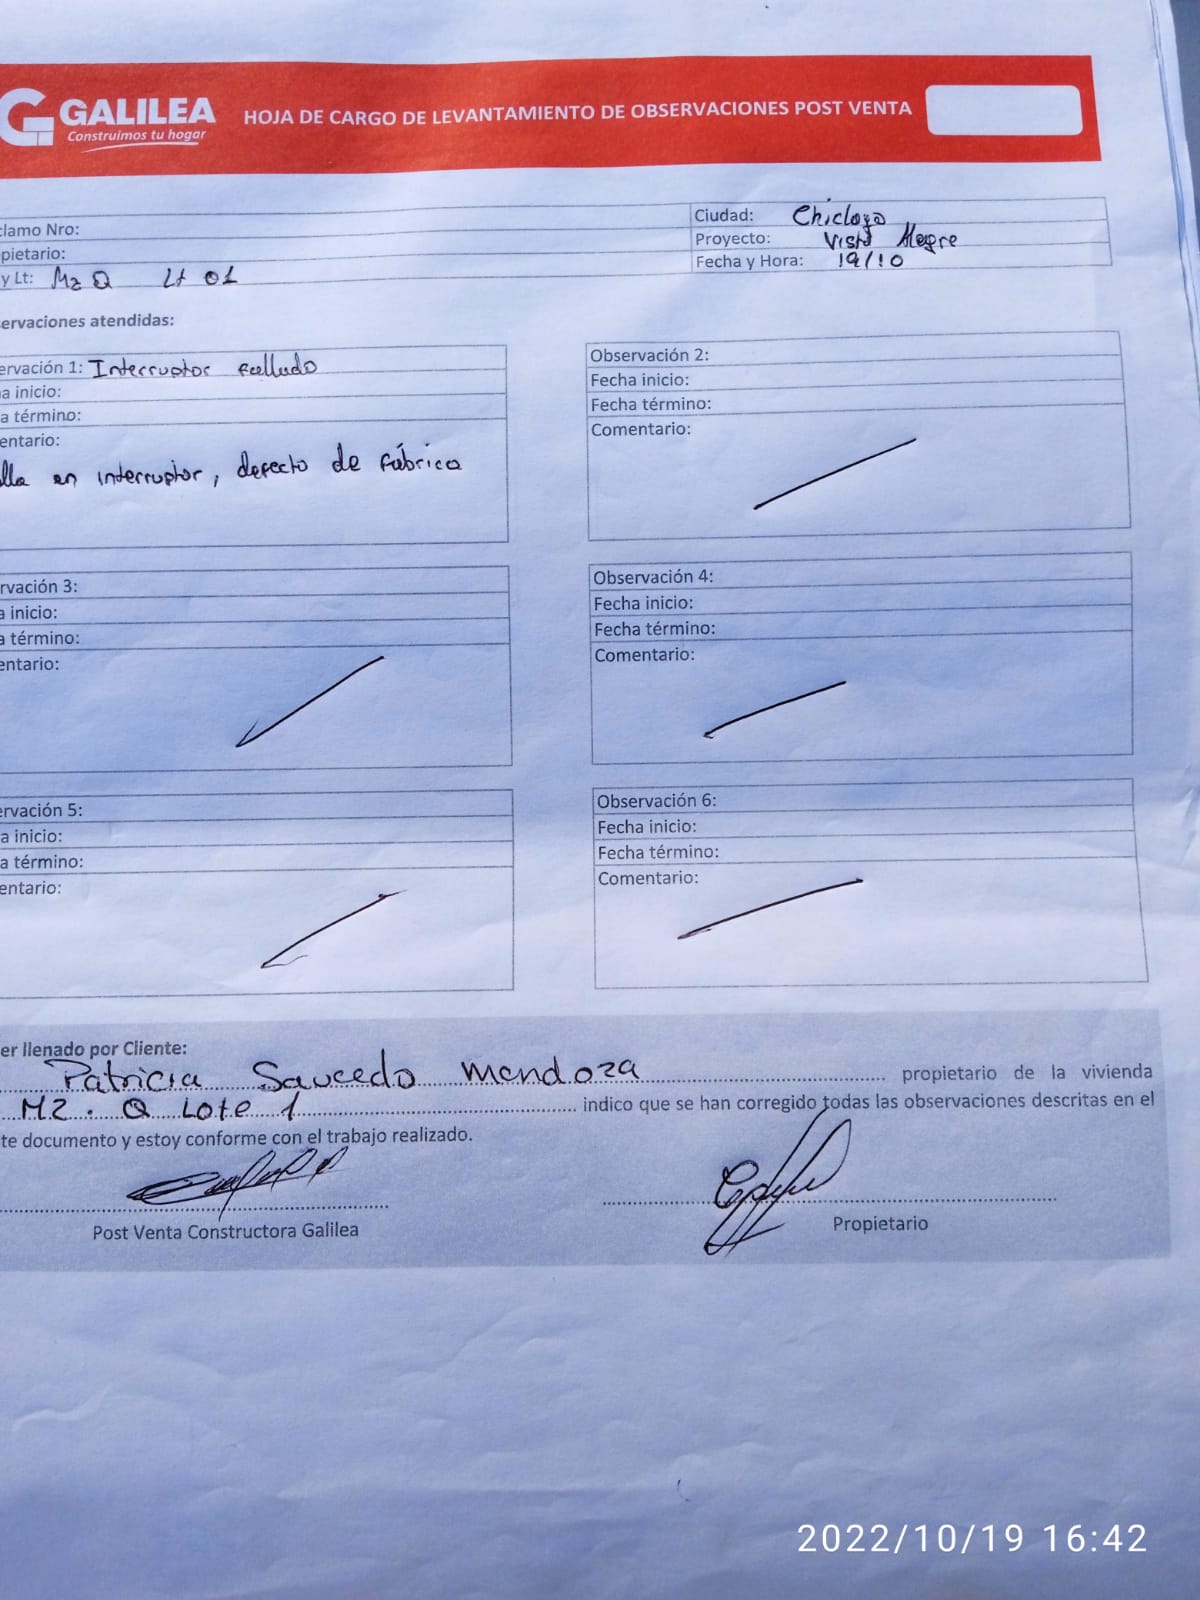 GALILEA
Construimos tu hogar
HOJA DE CARGO DE LEVANTAMIENTO DE OBSERVACIONES POST VENTA
clamo Nro:
Ciudad: Chiclayo
pietario:
Proyecto: Vista Alegre
y Lt: Mz Q Lt 01
Fecha y Hora: 19/10
ervaciones atendidas:
ervación 1: Interruptor fallado
a inicio:
a término:
entario:
lla en interruptor, defecto de fábrica
Observación 2:
Fecha inicio:
Fecha término:
Comentario:
rvación 3:
a inicio:
a término:
entario:
Observación 4:
Fecha inicio:
Fecha término:
Comentario:
ervación 5:
a inicio:
a término:
entario:
Observación 6:
Fecha inicio:
Fecha término:
Comentario:
er llenado por Cliente:
Patricia Saucedo Mendoza propietario de la vivienda
MZ. Q Lote 1 indico que se han corregido todas las observaciones descritas en el
te documento y estoy conforme con el trabajo realizado.
Post Venta Constructora Galilea
Propietario
2022/10/19 16:42